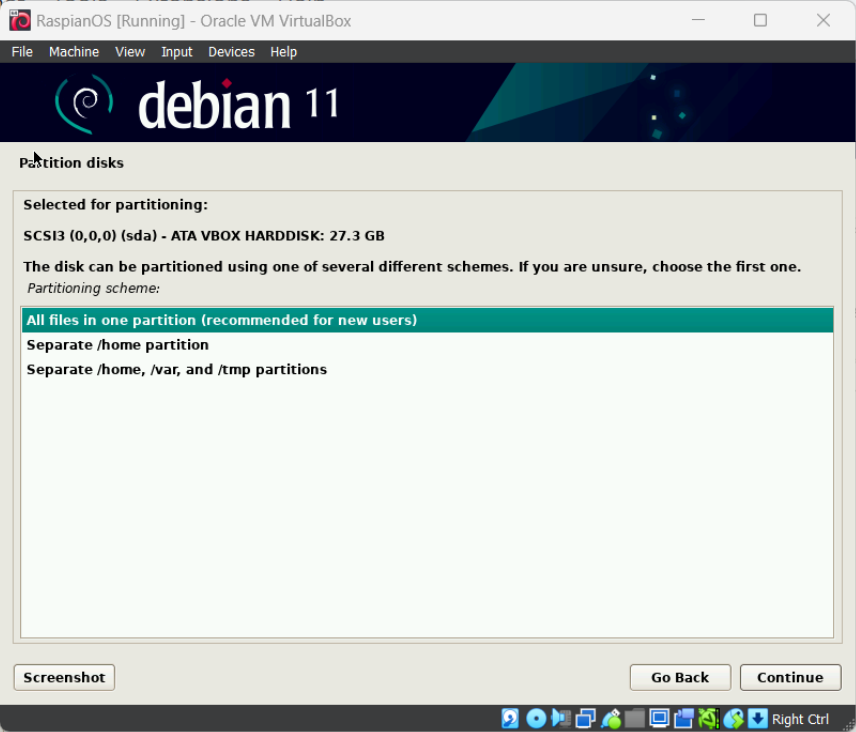 RaspianOS [Running] - Oracle VM VirtualBox
File Machine View Input Devices Help
debian 11
Partition disks
Selected for partitioning:
SCSI3 (0,0,0) (sda) - ATA VBOX HARDDISK: 27.3 GB
The disk can be partitioned using one of several different schemes. If you are unsure, choose the first one.
Partitioning scheme:
All files in one partition (recommended for new users)
Separate /home partition
Separate /home, /var, and /tmp partitions
Screenshot Go Back Continue
Right Ctrl